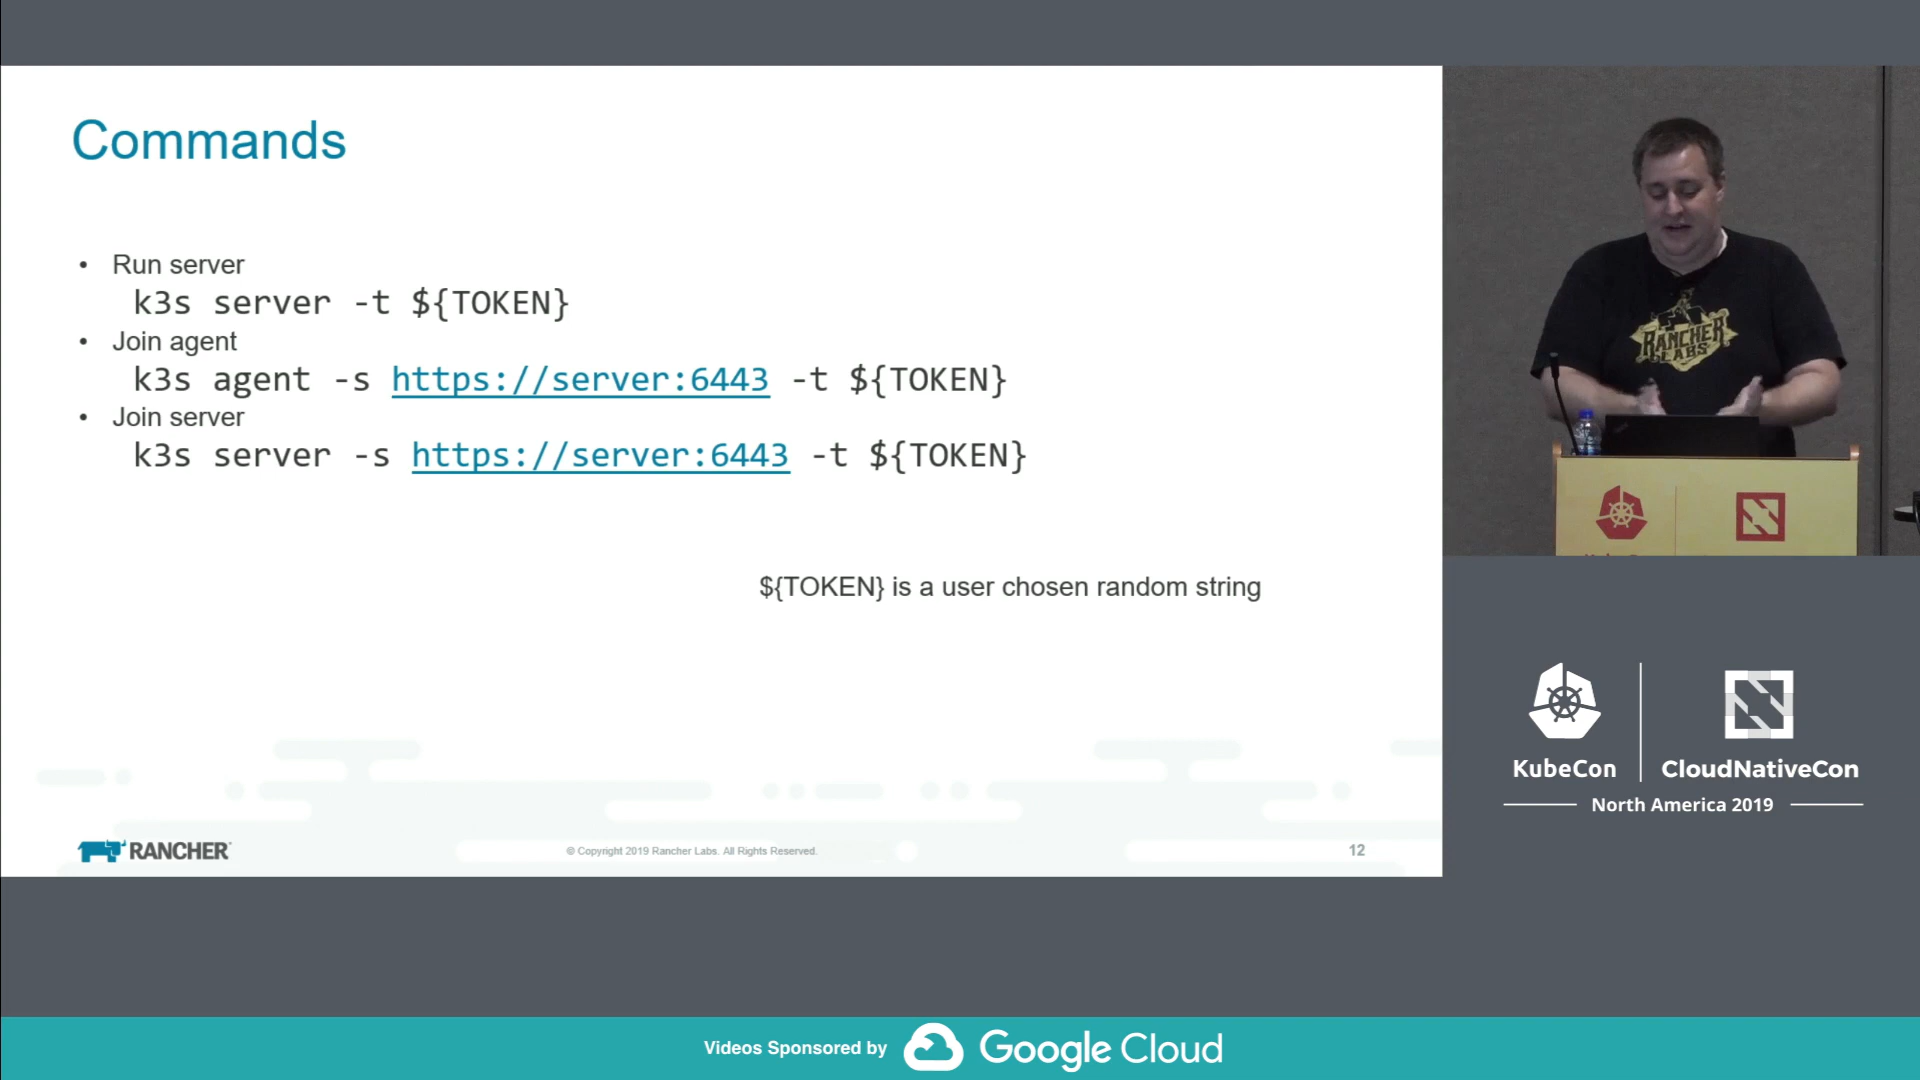 Commands
• Run server
k3s server -t ${TOKEN}
• Join agent
k3s agent -s https://server:6443 -t ${TOKEN}
• Join server
k3s server -s https://server:6443 -t ${TOKEN}
${TOKEN} is a user chosen random string
RANCHER
© Copyright 2019 Rancher Labs. All Rights Reserved.
12
RANCHER
LABS
KubeCon
CloudNativeCon
North America 2019
Videos Sponsored by Google Cloud